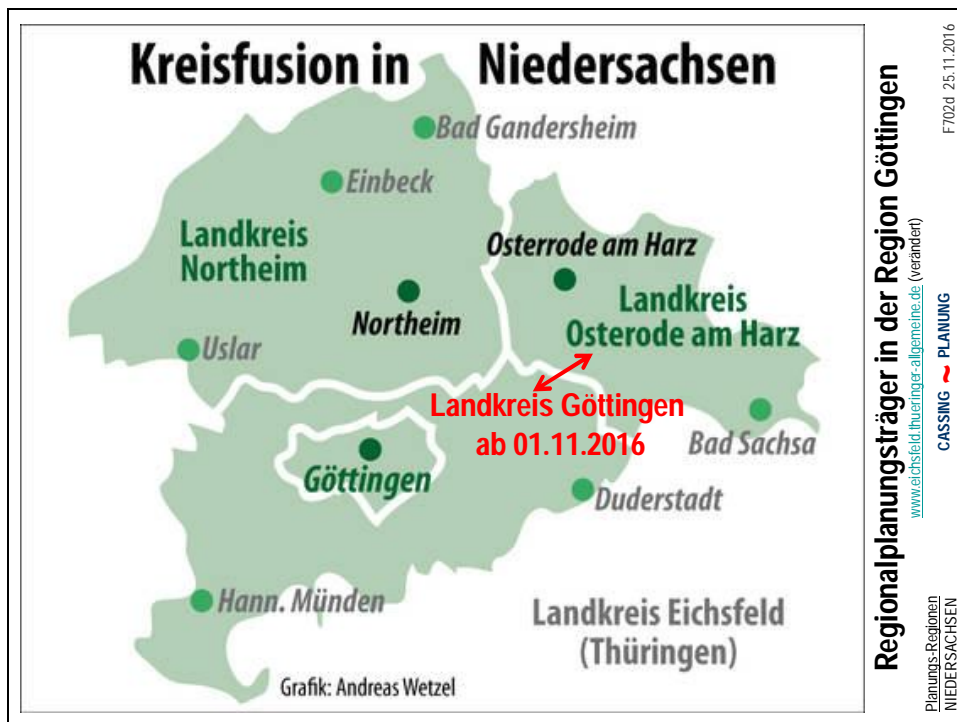 Kreisfusion in Niedersachsen
Bad Gandersheim
Einbeck
Landkreis
Northeim
Osterrode am Harz
Northeim
Landkreis
Osterode am Harz
Uslar
Landkreis Göttingen
ab 01.11.2016
Bad Sachsa
Göttingen
Duderstadt
Hann. Münden
Landkreis Eichsfeld
(Thüringen)
Grafik: Andreas Wetzel
Regionalplanungsträger in der Region Göttingen
www.eichsfeld.thueringer-allgemeine.de (verändert)
CASSING ~ PLANUNG
F702d 25.11.2016
Planungs-Regionen
NIEDERSACHSEN